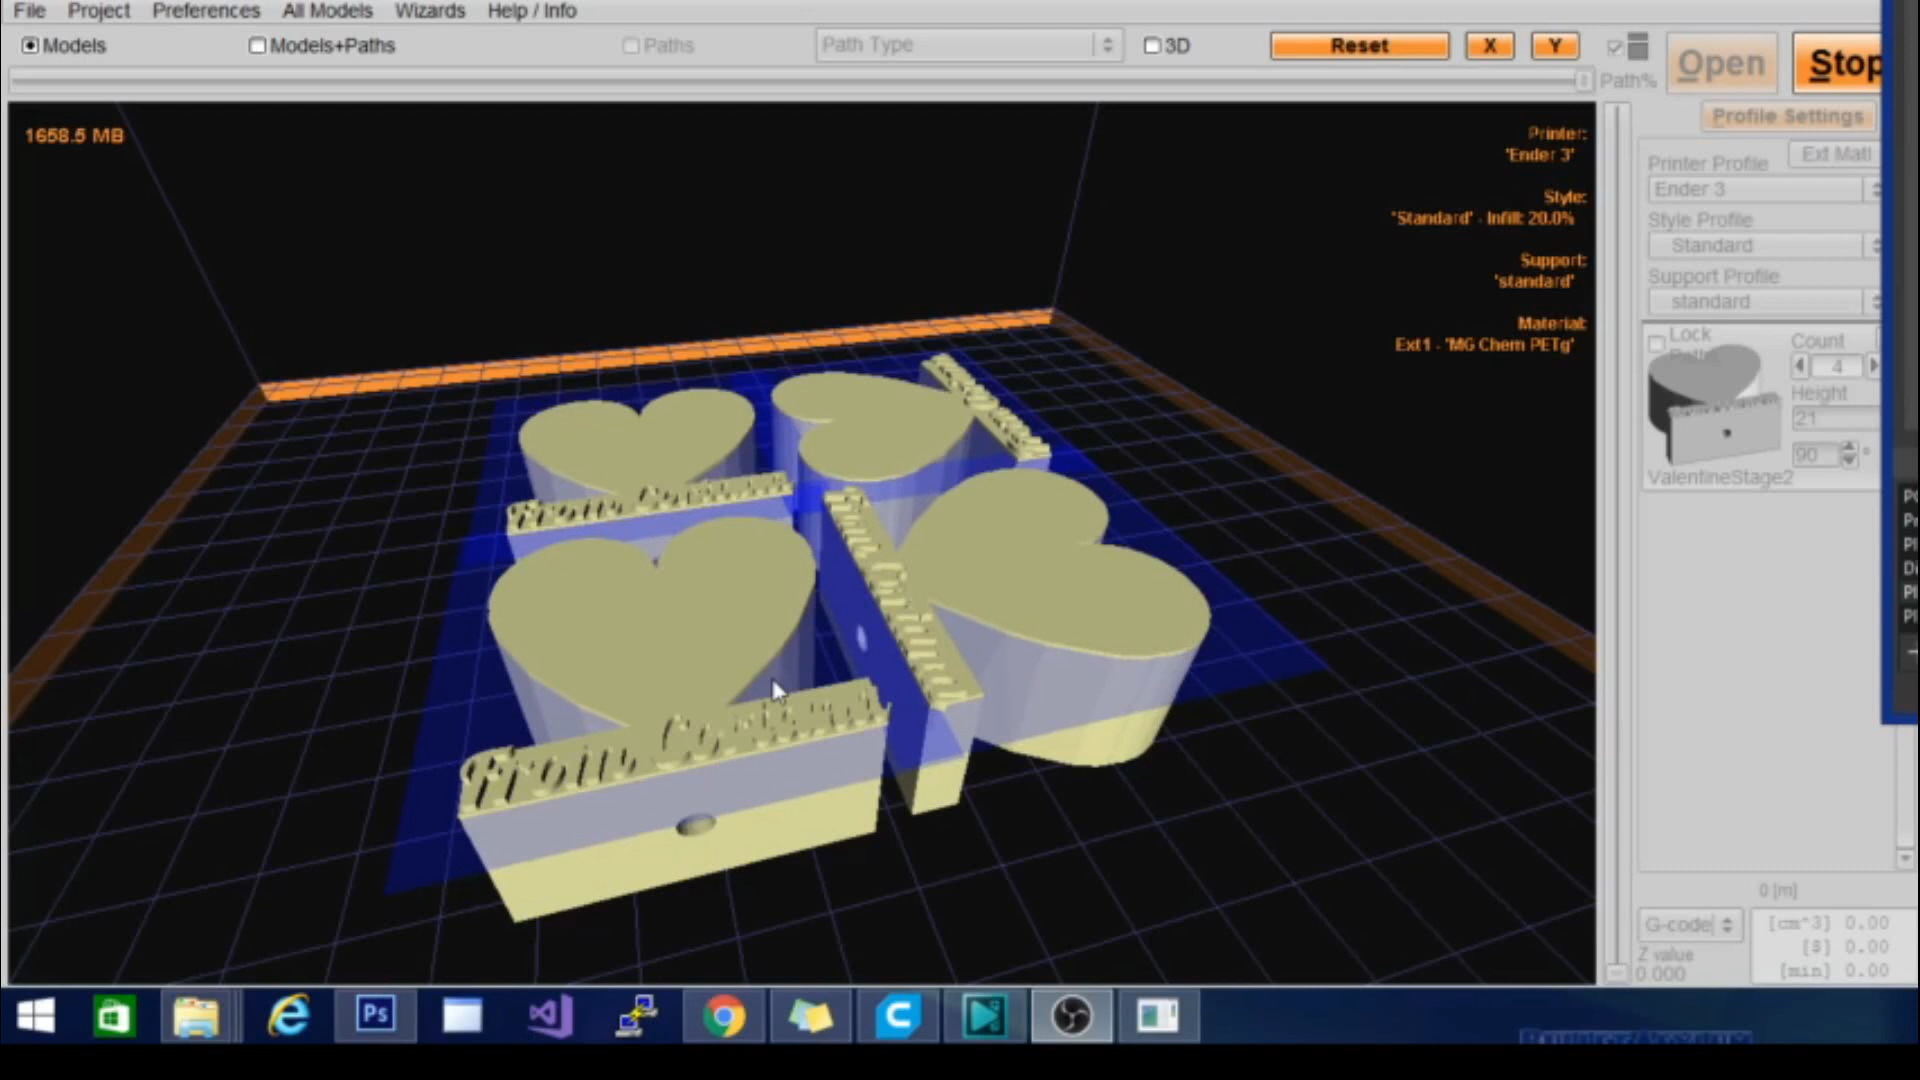 File Project Preferences All Models Wizards Help / Info
Models Models+Paths Paths Path Type 3D Reset X Y Open Stop
Path%
1658.5 MB
Profile Settings
Printer:
'Ender 3'
Style:
'Standard' - Infill: 20.0%
Support:
'standard'
Material:
Ext1 - 'MG Chem PETg'
Printer Profile Ext Matl
Ender 3
Style Profile
Standard
Support Profile
standard
Lock
Count
4
Height
21
90 °
ValentineStage2
0 [m]
G-code
[cm^3] 0.00
[$] 0.00
[min] 0.00
Z value
0.000
Ps